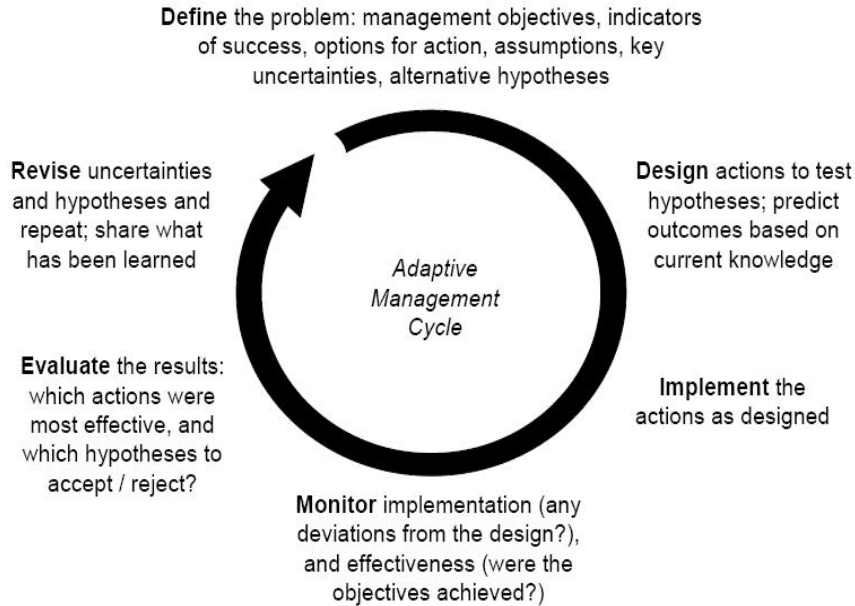 Define the problem: management objectives, indicators
of success, options for action, assumptions, key
uncertainties, alternative hypotheses
Design actions to test
hypotheses; predict
outcomes based on
current knowledge
Implement the
actions as designed
Monitor implementation (any
deviations from the design?),
and effectiveness (were the
objectives achieved?)
Evaluate the results:
which actions were
most effective, and
which hypotheses to
accept / reject?
Revise uncertainties
and hypotheses and
repeat; share what
has been learned
Adaptive
Management
Cycle